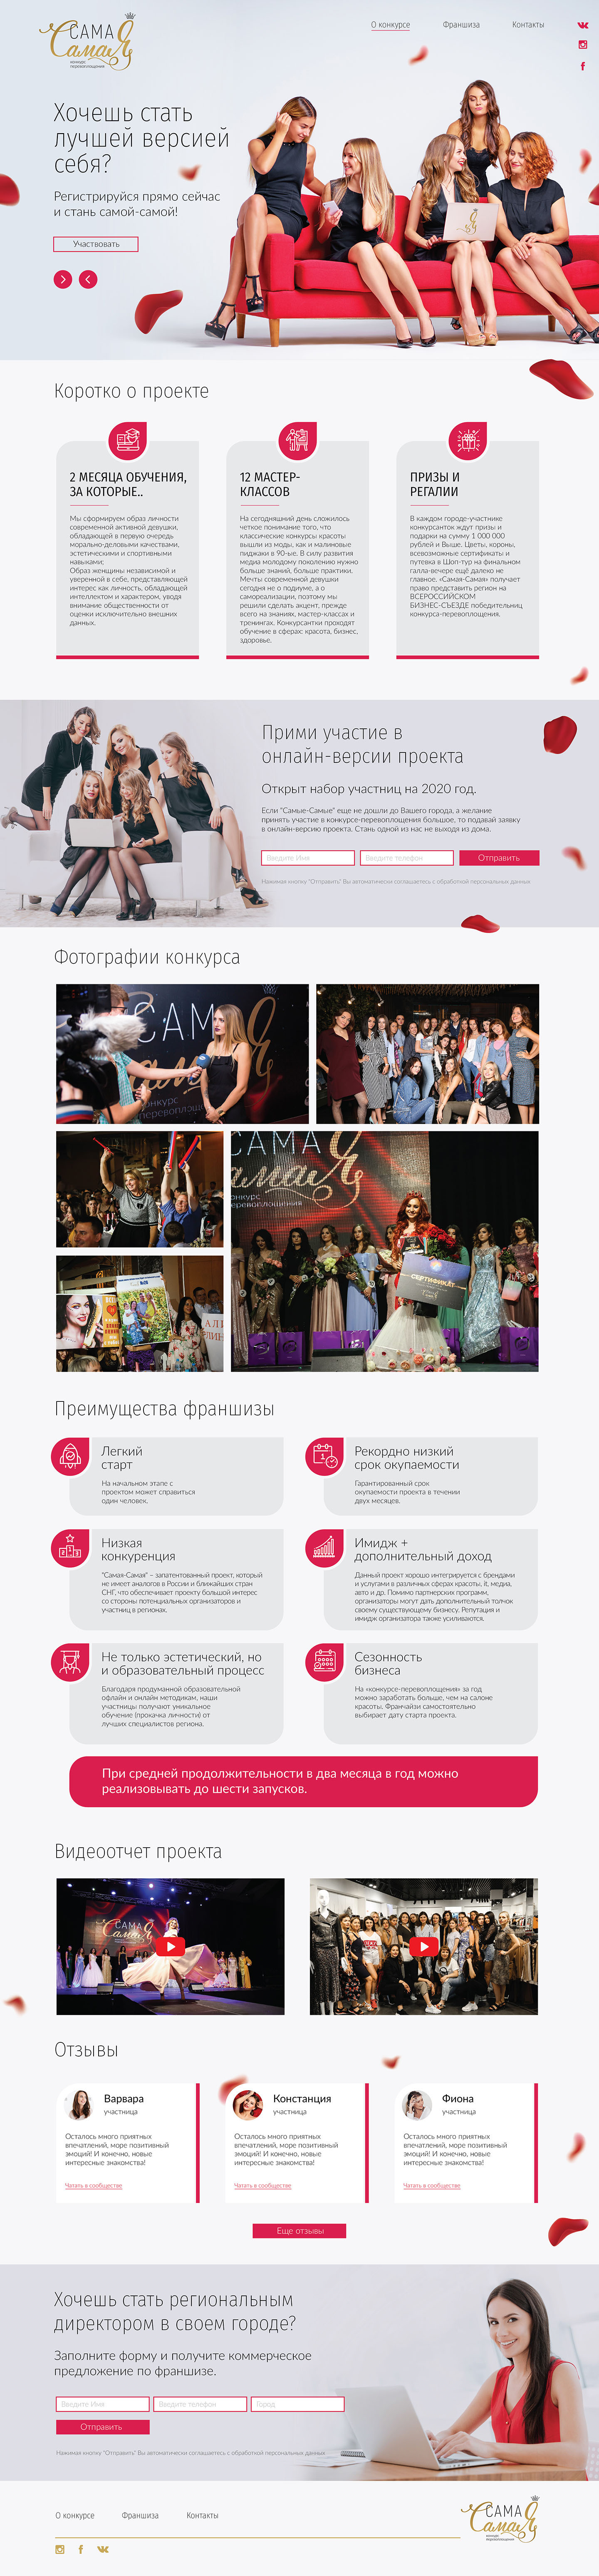 САМА
СамаЯ
конкурс
перевоплощения
О конкурсе
Франшиза
Контакты
Хочешь стать
лучшей версией
себя?
Регистрируйся прямо сейчас
и стань самой-самой!
Участвовать
Коротко о проекте
2 МЕСЯЦА ОБУЧЕНИЯ,
ЗА КОТОРЫЕ..
Мы сформируем образ личности
современной активной девушки,
обладающей в первую очередь
морально-деловыми качествами,
эстетическими и спортивными
навыками;
Образ женщины независимой и
уверенной в себе, представляющей
интерес как личность, обладающей
интеллектом и характером, уводя
внимание общественности от
оценки исключительно внешних
данных.
12 МАСТЕР-
КЛАССОВ
На сегодняшний день сложилось
четкое понимание того, что
классические конкурсы красоты
вышли из моды, как и малиновые
пиджаки в 90-ые. В силу развития
медиа молодому поколению нужно
больше знаний, больше практики.
Мечты современной девушки
сегодня не о подиуме, а о
самореализации, поэтому мы
решили сделать акцент, прежде
всего на знаниях, мастер-классах и
тренингах. Конкурсантки проходят
обучение в сферах: красота, бизнес,
здоровье.
ПРИЗЫ И
РЕГАЛИИ
В каждом городе-участнике
конкурсанток ждут призы и
подарки на сумму 1 000 000
рублей и Выше. Цветы, короны,
всевозможные сертификаты и
путевка в Шоп-тур на финальном
галла-вечере ещё далеко не
главное. «Самая-Самая» получает
право представить регион на
ВСЕРОССИЙСКОМ
БИЗНЕС-СЪЕЗДЕ победительниц
конкурса-перевоплощения.
Прими участие в
онлайн-версии проекта
Открыт набор участниц на 2020 год.
Если "Самые-Самые" еще не дошли до Вашего города, а желание
принять участие в конкурсе-перевоплощения большое, то подавай заявку
в онлайн-версию проекта. Стань одной из нас не выходя из дома.
Введите Имя
Введите телефон
Отправить
Нажимая кнопку "Отправить" Вы автоматически соглашаетесь с обработкой персональных данных
Фотографии конкурса
САМА
конкурс
перевоплощ
САМА
СамаЯ
конкурс
перевоплощения
СЕРТИФИКАТ
Преимущества франшизы
Легкий
старт
На начальном этапе с
проектом может справиться
один человек.
Рекордно низкий
срок окупаемости
Гарантированный срок
окупаемости проекта в течении
двух месяцев.
Низкая
конкуренция
"Самая-Самая" – запатентованный проект, который
не имеет аналогов в России и ближайших стран
СНГ, что обеспечивает проекту большой интерес
со стороны потенциальных организаторов и
участниц в регионах.
Имидж +
дополнительный доход
Данный проект хорошо интегрируется с брендами
и услугами в различных сферах красоты, it, медиа,
авто и др. Помимо партнерских программ,
организаторы могут дать дополнительный толчок
своему существующему бизнесу. Репутация и
имидж организатора также усиливаются.
Не только эстетический, но
и образовательный процесс
Благодаря продуманной образовательной
офлайн и онлайн методикам, наши
участницы получают уникальное
обучение (прокачка личности) от
лучших специалистов региона.
Сезонность
бизнеса
На «конкурсе-перевоплощения» за год
можно заработать больше, чем на салоне
красоты. Франчайзи самостоятельно
выбирает дату старта проекта.
При средней продолжительности в два месяца в год можно
реализовывать до шести запусков.
Видеоотчет проекта
САМА
СамаЯ
Отзывы
Варвара
участница
Осталось много приятных
впечатлений, море позитивный
эмоций! И конечно, новые
интересные знакомства!
Читать в сообществе
Констанция
участница
Осталось много приятных
впечатлений, море позитивный
эмоций! И конечно, новые
интересные знакомства!
Читать в сообществе
Фиона
участница
Осталось много приятных
впечатлений, море позитивный
эмоций! И конечно, новые
интересные знакомства!
Читать в сообществе
Еще отзывы
Хочешь стать региональным
директором в своем городе?
Заполните форму и получите коммерческое
предложение по франшизе.
Введите Имя
Введите телефон
Город
Отправить
Нажимая кнопку "Отправить" Вы автоматически соглашаетесь с обработкой персональных данных
О конкурсе
Франшиза
Контакты
САМА
СамаЯ
конкурс
перевоплощения